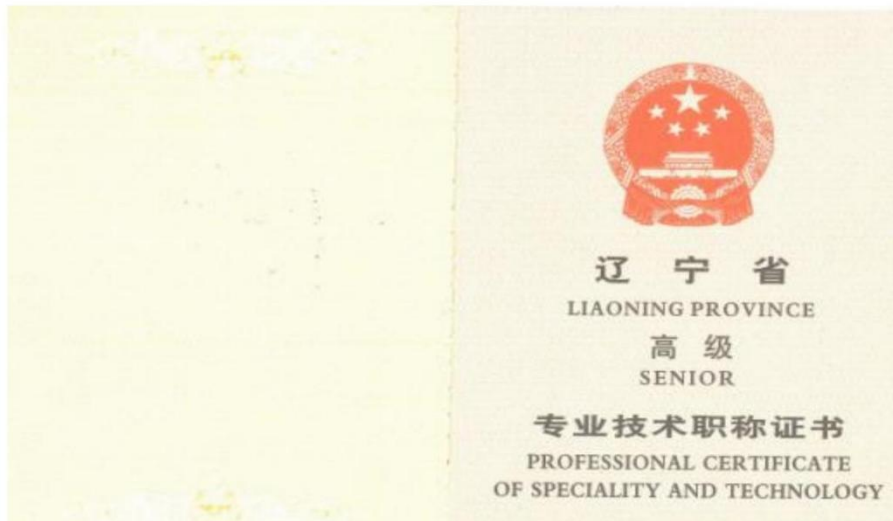 辽宁省
LIAONING PROVINCE
高级
SENIOR
专业技术职称证书
PROFESSIONAL CERTIFICATE
OF SPECIALITY AND TECHNOLOGY